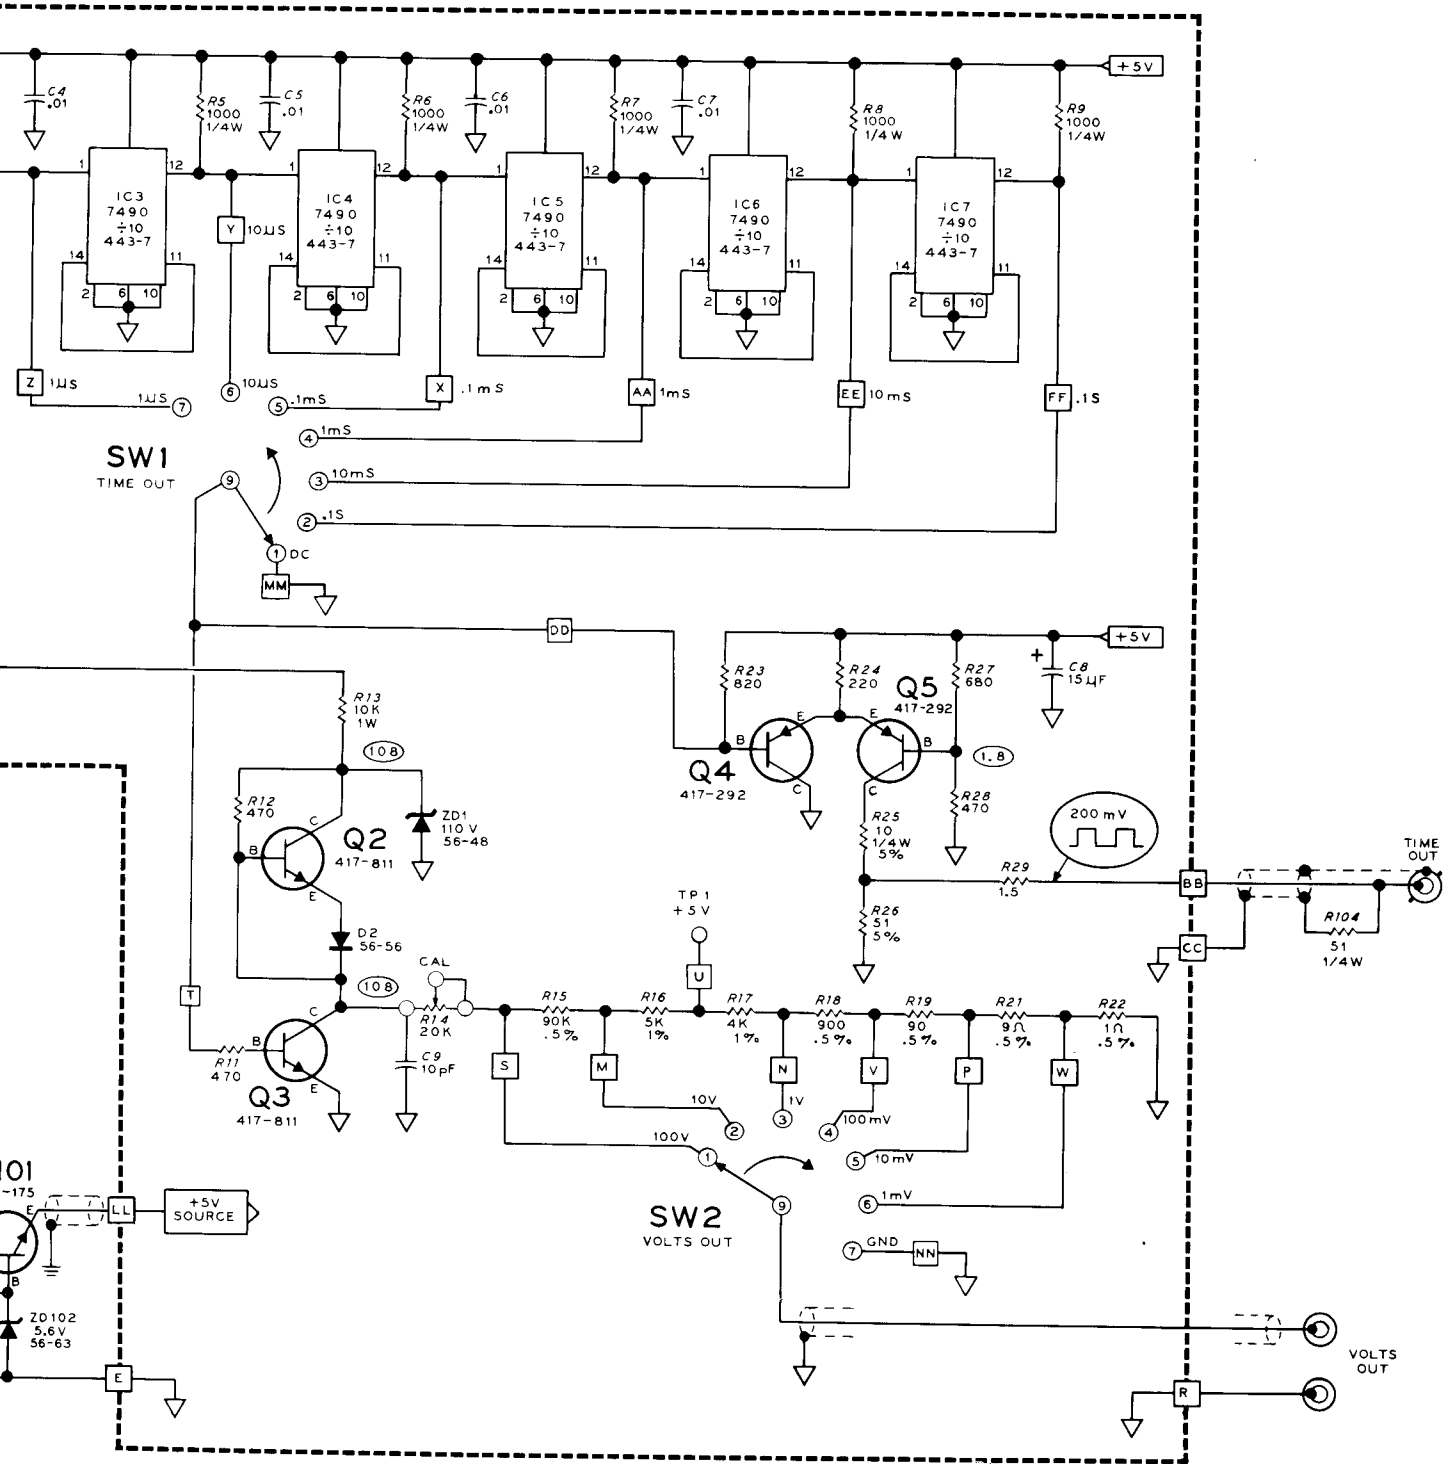 +5V
C4
.01
R5
1000
1/4W
C5
.01
R6
1000
1/4W
C6
.01
R7
1000
1/4W
C7
.01
R8
1000
1/4W
R9
1000
1/4W
1
IC3
7490
÷10
443-7
12
14
11
2
6
10
1
IC4
7490
÷10
443-7
12
14
11
2
6
10
1
IC5
7490
÷10
443-7
12
14
11
2
6
10
1
IC6
7490
÷10
443-7
12
14
11
2
6
10
1
IC7
7490
÷10
443-7
12
14
11
2
6
10
Y 10µS
Z 1µS
X .1mS
AA 1mS
EE 10mS
FF .1S
1µS 7
6 10µS
5 .1mS
4 1mS
3 10mS
2 .1S
1 DC
9
MM
SW1
TIME OUT
DD
+5V
R13
10K
1W
108
R12
470
C
B
E
Q2
417-811
ZD1
110V
56-48
D2
56-56
108
T
R11
470
B
C
E
Q3
417-811
CAL
R14
20K
C9
10pF
R23
820
R24
220
R27
680
+
C8
15µF
Q4
417-292
B
E
C
Q5
417-292
E
B
C
1.8
R28
470
R25
10
1/4W
5%
R26
51
5%
R29
1.5
200mV
BB
CC
R104
51
1/4W
TIME
OUT
TP1
+5V
U
R15
90K
.5%
R16
5K
1%
R17
4K
1%
R18
900
.5%
R19
90
.5%
R21
9Ω
.5%
R22
1Ω
.5%
S
M
N
V
P
W
100V
1
10V
2
1V
3
100mV
4
5 10mV
6 1mV
7 GND NN
9
SW2
VOLTS OUT
101
-175
E
B
LL
+5V
SOURCE
ZD102
5.6V
56-63
E
R
VOLTS
OUT